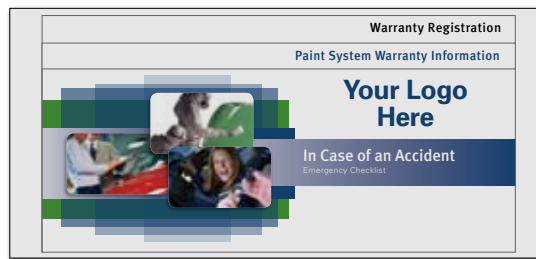 Warranty Registration
Paint System Warranty Information
Your Logo
Here
In Case of an Accident
Emergency Checklist